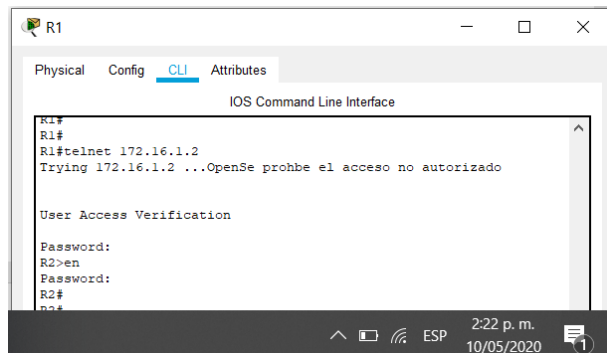 R1
Physical Config CLI Attributes
IOS Command Line Interface
R1#
R1#
R1#telnet 172.16.1.2
Trying 172.16.1.2 ...OpenSe prohbe el acceso no autorizado
User Access Verification
Password:
R2>en
Password:
R2#
R2#
ESP
2:22 p. m.
10/05/2020
1